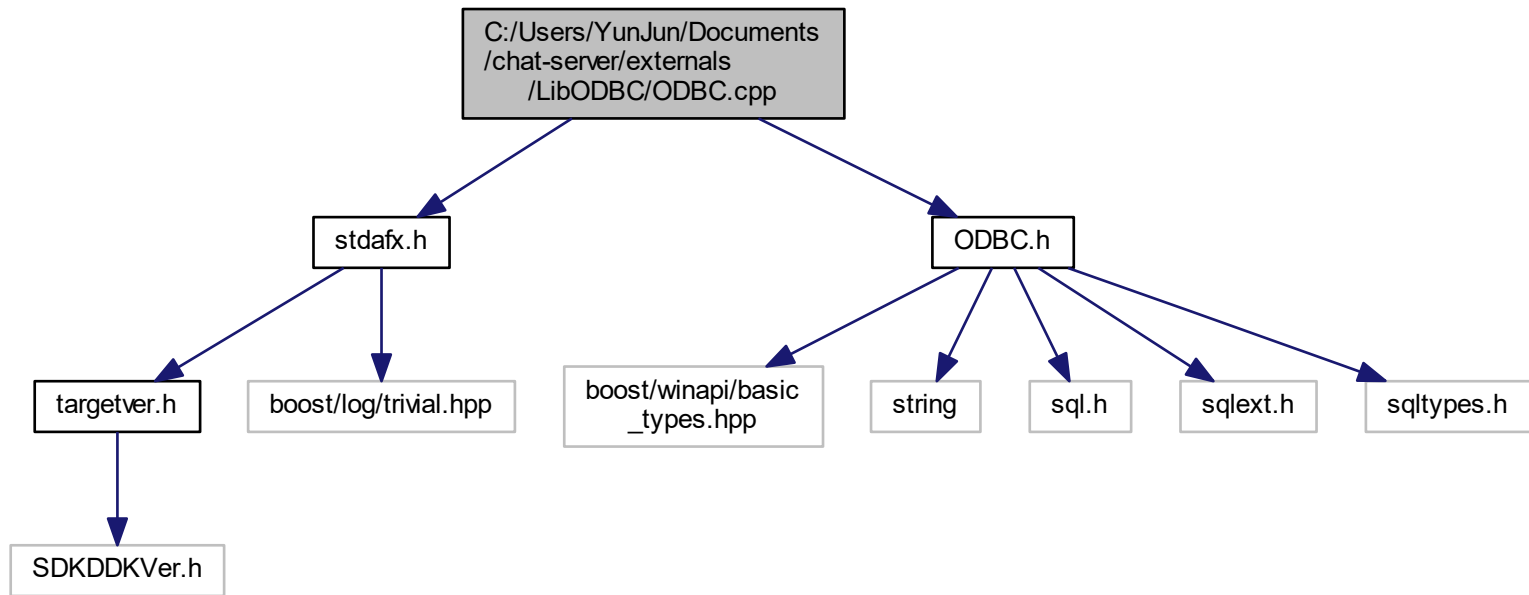 C:/Users/YunJun/Documents
/chat-server/externals
/LibODBC/ODBC.cpp
stdafx.h
ODBC.h
targetver.h
boost/log/trivial.hpp
boost/winapi/basic
_types.hpp
string
sql.h
sqlext.h
sqltypes.h
SDKDDKVer.h